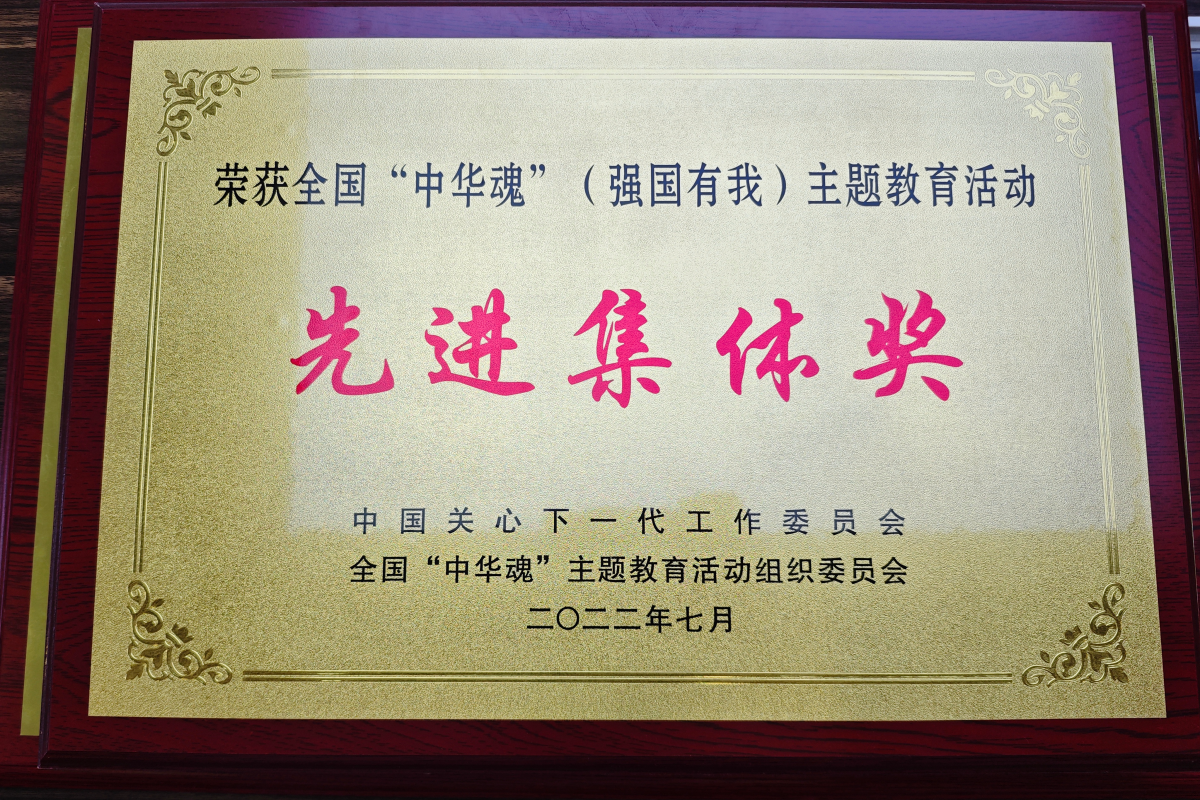 荣获全国“中华魂”（强国有我）主题教育活动
先进集体奖
中国关心下一代工作委员会
全国“中华魂”主题教育活动组织委员会
二〇二二年七月